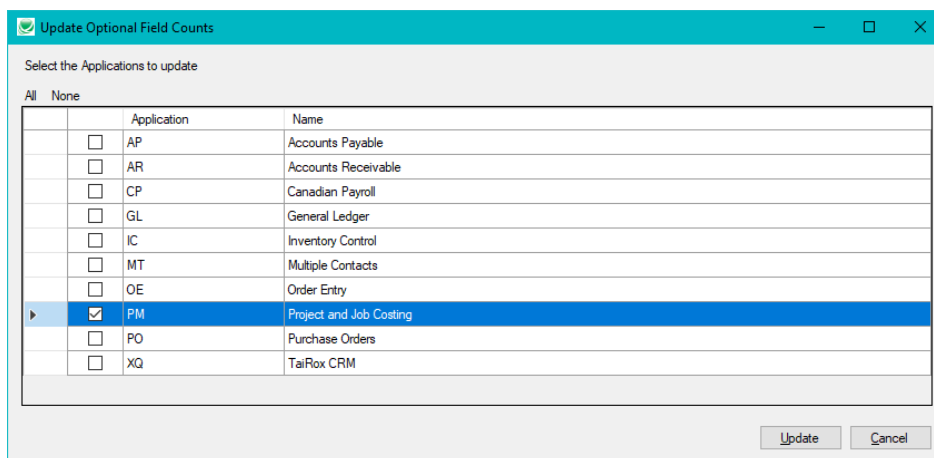 Update Optional Field Counts
Select the Applications to update
All None
Application Name
AP Accounts Payable
AR Accounts Receivable
CP Canadian Payroll
GL General Ledger
IC Inventory Control
MT Multiple Contacts
OE Order Entry
PM Project and Job Costing
PO Purchase Orders
XQ TaiRox CRM
Update Cancel